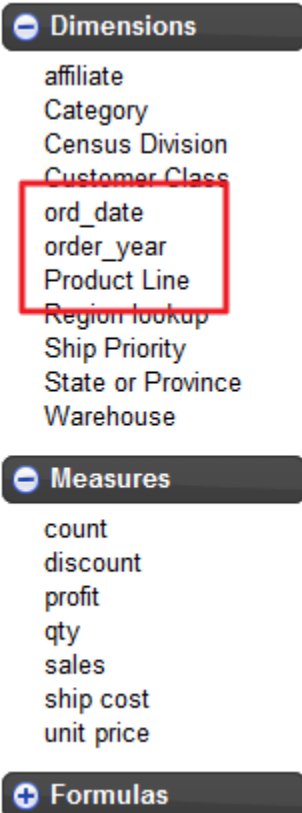 Dimensions
affiliate
Category
Census Division
Customer Class
ord_date
order_year
Product Line
Region lookup
Ship Priority
State or Province
Warehouse
Measures
count
discount
profit
qty
sales
ship cost
unit price
Formulas